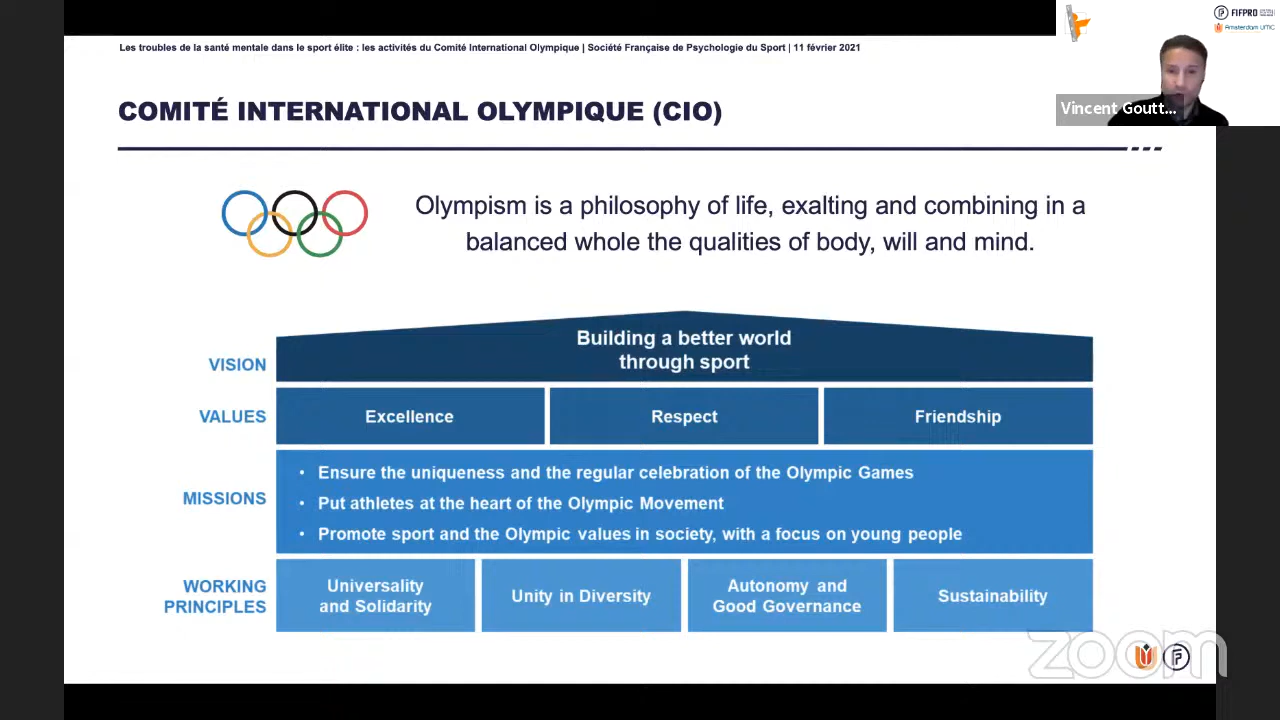 Les troubles de la santé mentale dans le sport élite : les activités du Comité International Olympique | Société Française de Psychologie du Sport | 11 février 2021
FIFPRO
Amsterdam UMC
Vincent Goutt...
COMITÉ INTERNATIONAL OLYMPIQUE (CIO)
Olympism is a philosophy of life, exalting and combining in a
balanced whole the qualities of body, will and mind.
VISION
Building a better world
through sport
VALUES
Excellence
Respect
Friendship
MISSIONS
• Ensure the uniqueness and the regular celebration of the Olympic Games
• Put athletes at the heart of the Olympic Movement
• Promote sport and the Olympic values in society, with a focus on young people
WORKING
PRINCIPLES
Universality
and Solidarity
Unity in Diversity
Autonomy and
Good Governance
Sustainability
zoom